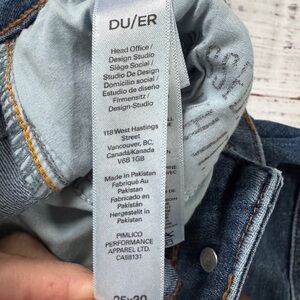 DU/ER
Head Office/
Design Studio
Siège Social /
Studio De Design
Domicilio social /
Estudio de diseño
Firmensitz /
Design-Studio
118 West Hastings
Street
Vancouver, BC,
Canada/Kanada
V6B 1G8
Made in Pakistan
Fabriqué Au
Pakistan
Fabricado en
Pakistán
Hergestellt in
Pakistan
PIMLICO
PERFORMANCE
APPAREL LTD.
CA58131